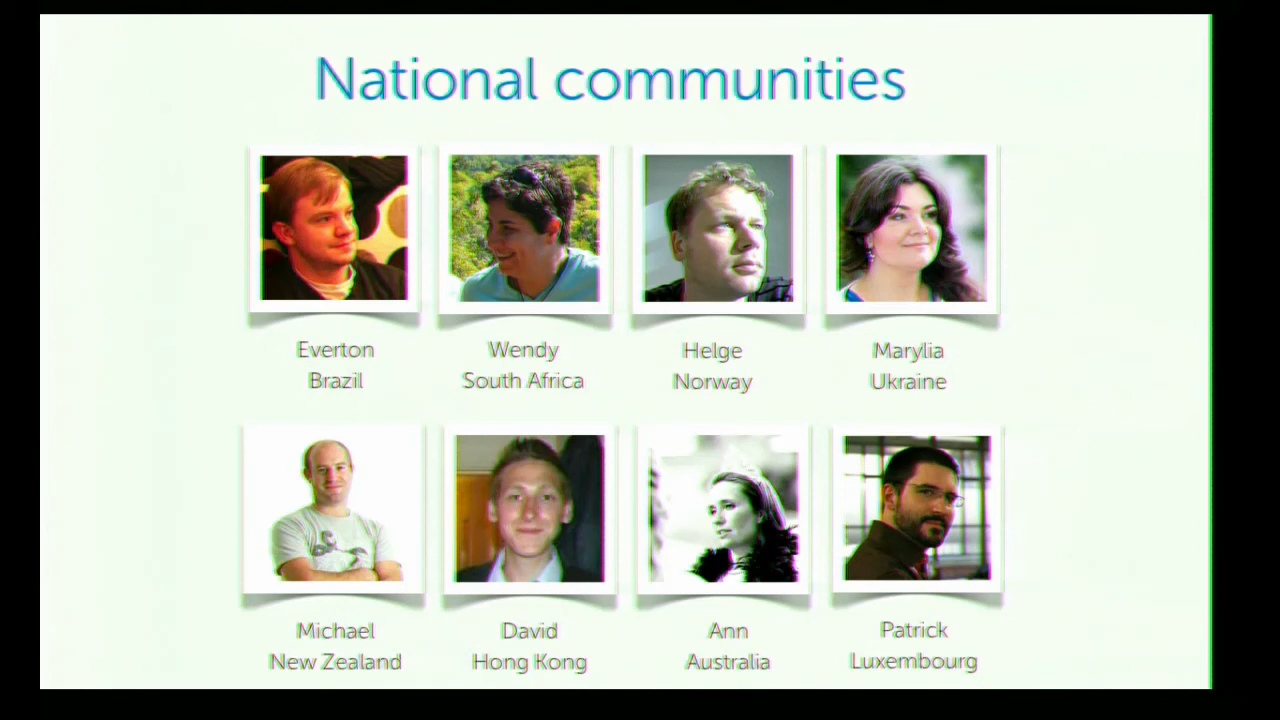 National communities
Everton
Brazil
Wendy
South Africa
Helge
Norway
Marylia
Ukraine
Michael
New Zealand
David
Hong Kong
Ann
Australia
Patrick
Luxembourg